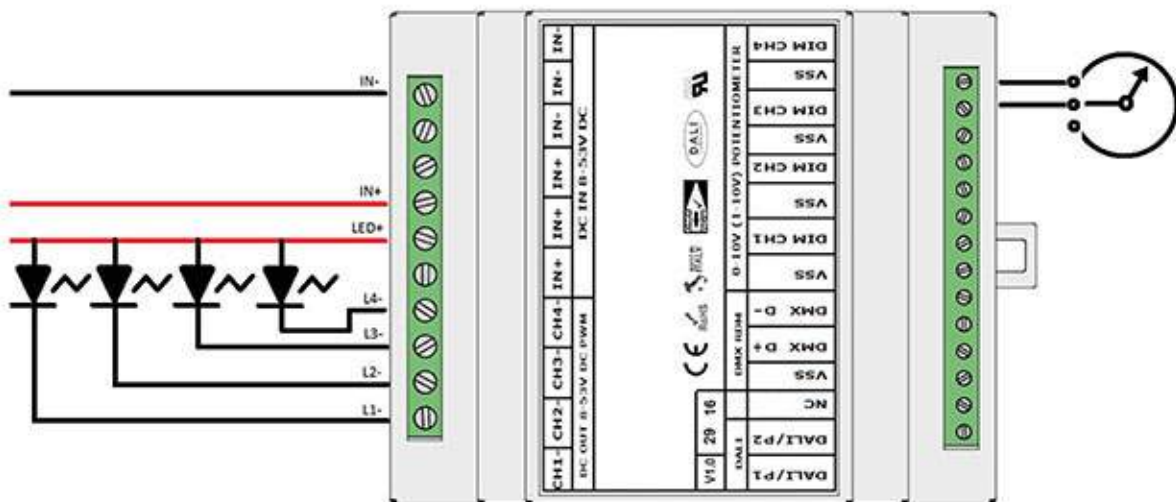 IN-
IN+
LED+
L4-
L3-
L2-
L1-
IN-
IN-
IN-
IN+
IN+
IN+
CH4-
CH3-
CH2-
CH1-
DC IN 8-53V DC
DC OUT 8-53V DC PWM
DALI
CE
RoHS
V1.0 29 16
0-10V (1-10V) POTENTIOMETER
DMX RDM
DALI
DIM CH4
VSS
DIM CH3
VSS
DIM CH2
VSS
DIM CH1
VSS
DMX D-
DMX D+
VSS
NC
DALI/P2
DALI/P1